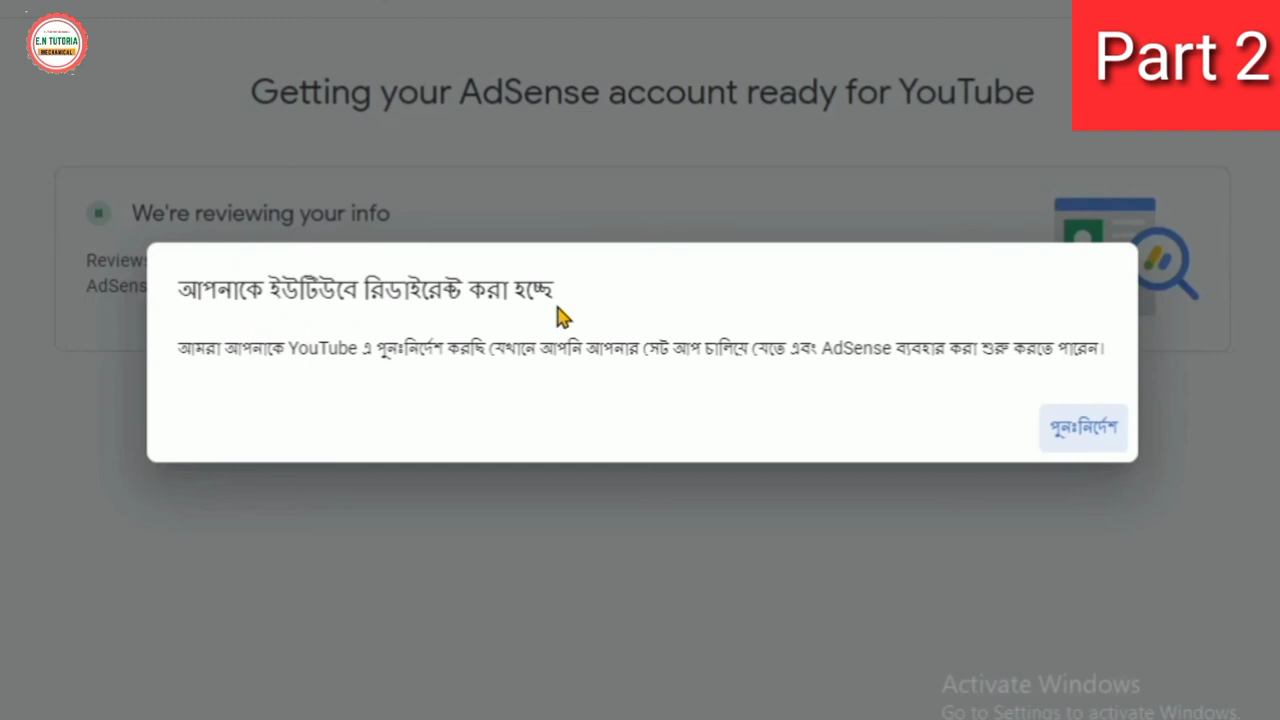 E.N TUTORIA
MECHANICAL
Part 2
Getting your AdSense account ready for YouTube
We're reviewing your info
Review
AdSens
আপনাকে ইউটিউবে রিডাইরেক্ট করা হচ্ছে
আমরা আপনাকে YouTube এ পুনঃনির্দেশ করছি যেখানে আপনি আপনার সেট আপ চালিয়ে যেতে এবং AdSense ব্যবহার করা শুরু করতে পারেন।
পুনঃনির্দেশ
Activate Windows
Go to Settings to activate Windows.